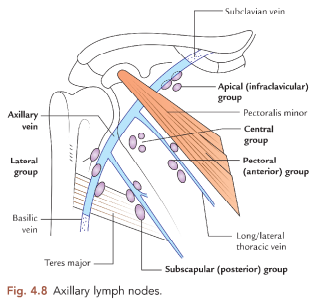 Subclavian vein
Apical (infraclavicular)
group
Pectoralis minor
Axillary
vein
Central
group
Lateral
group
Pectoral
(anterior) group
Basilic
vein
Long/lateral
thoracic vein
Teres major
Subscapular (posterior) group
Fig. 4.8 Axillary lymph nodes.